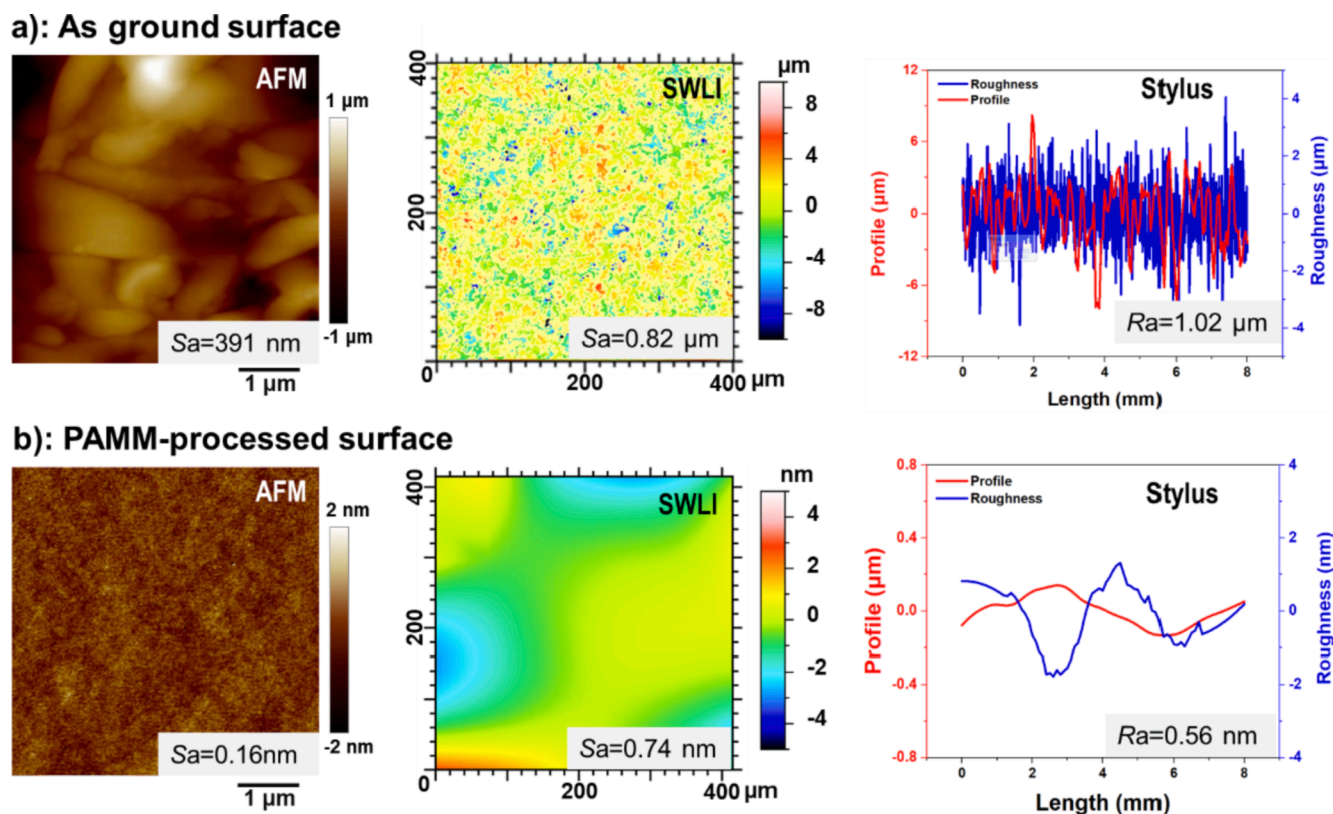 a): As ground surface
AFM
1 µm
-1 µm
Sa=391 nm
1 µm
SWLI
µm
400
200
0
0
200
400 µm
8
4
0
-4
-8
Sa=0.82 µm
Stylus
Roughness
Profile
Profile (µm)
12
6
0
-6
-12
Roughness (µm)
4
2
0
-2
-4
Ra=1.02 µm
0 2 4 6 8
Length (mm)
b): PAMM-processed surface
AFM
2 nm
-2 nm
Sa=0.16nm
1 µm
SWLI
nm
400
200
0
0
200
400 µm
4
2
0
-2
-4
Sa=0.74 nm
Stylus
Profile
Roughness
Profile (µm)
0.8
0.4
0.0
-0.4
-0.8
Roughness (nm)
4
2
0
-2
-4
Ra=0.56 nm
0 2 4 6 8
Length (mm)